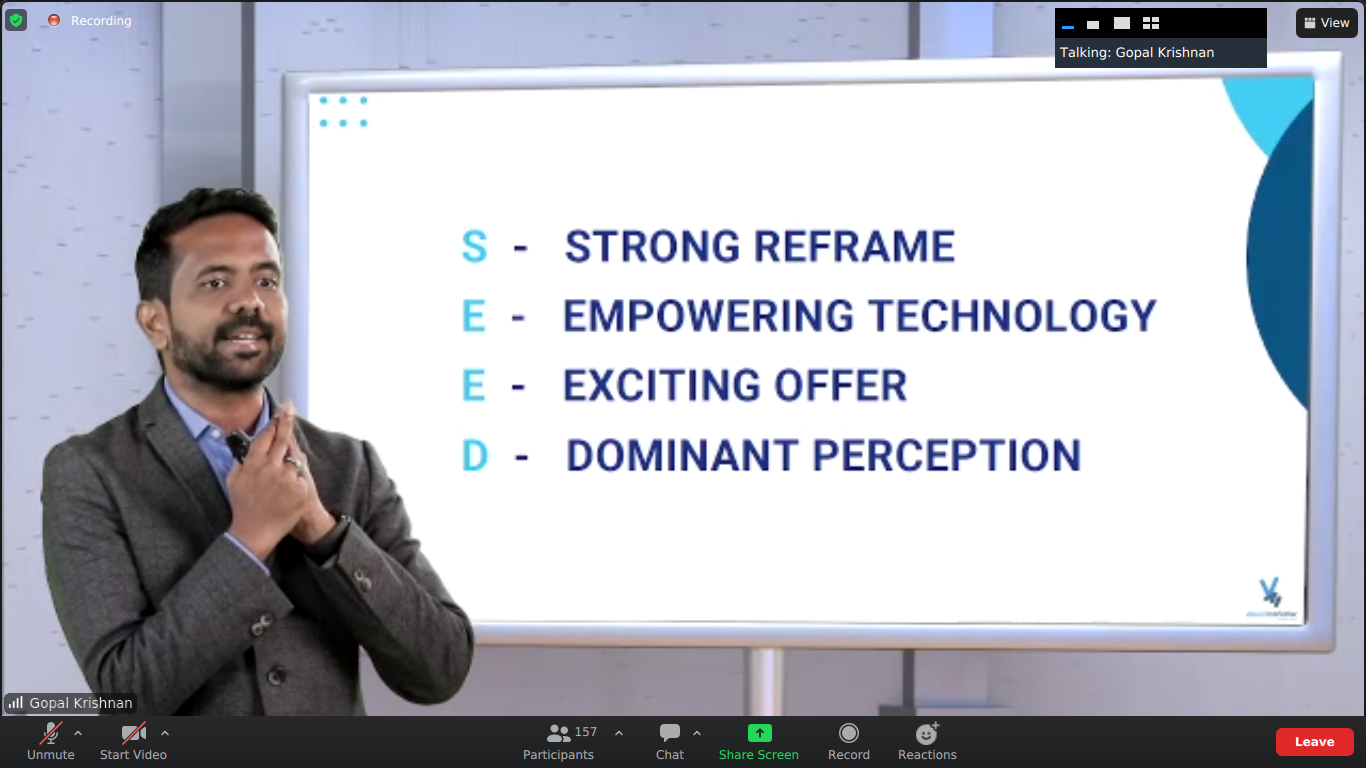 Recording
View
Talking: Gopal Krishnan
S - STRONG REFRAME
E - EMPOWERING TECHNOLOGY
E - EXCITING OFFER
D - DOMINANT PERCEPTION
Gopal Krishnan
Unmute
Start Video
157
Participants
Chat
Share Screen
Record
Reactions
Leave